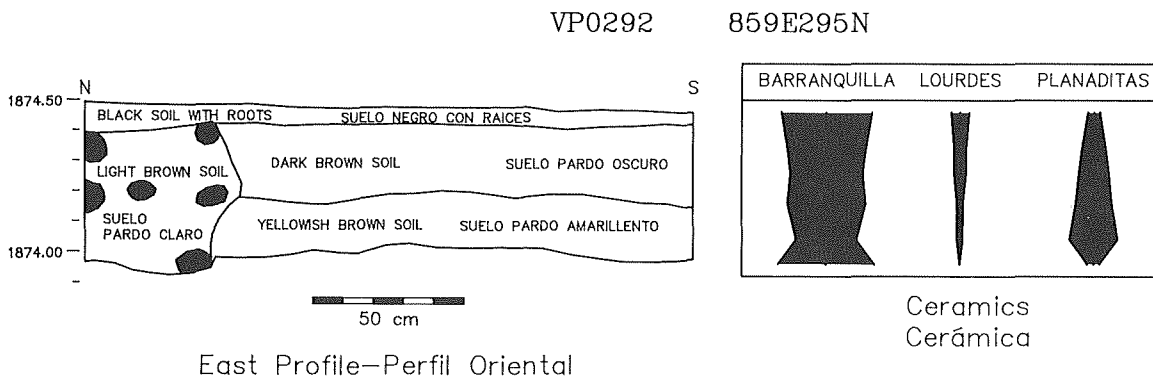 VP0292 859E295N
N S
1874.50
BLACK SOIL WITH ROOTS SUELO NEGRO CON RAICES
LIGHT BROWN SOIL DARK BROWN SOIL SUELO PARDO OSCURO
SUELO
PARDO CLARO YELLOWISH BROWN SOIL SUELO PARDO AMARILLENTO
1874.00
50 cm
East Profile–Perfil Oriental
BARRANQUILLA LOURDES PLANADITAS
Ceramics
Cerámica